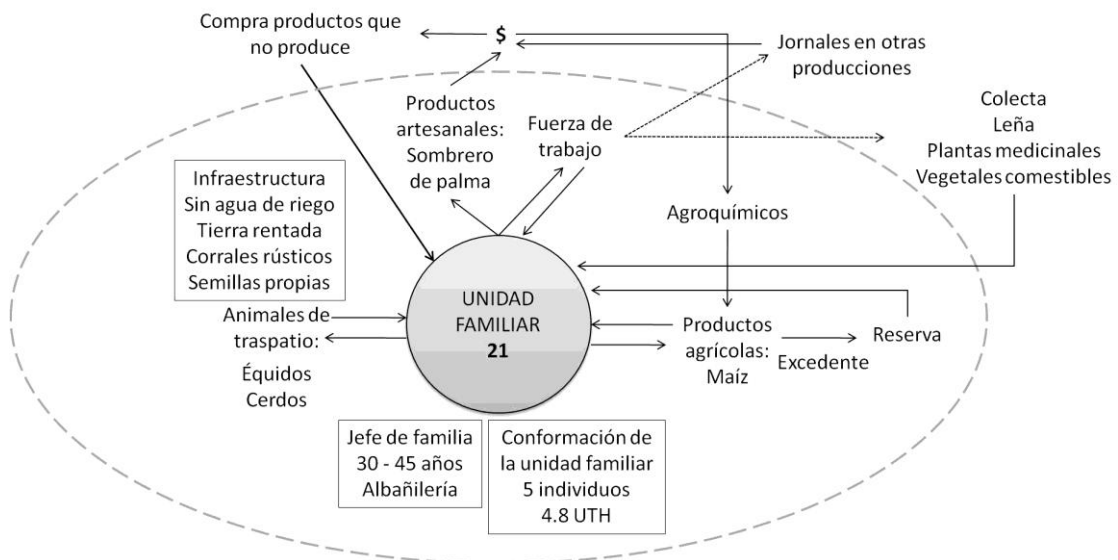 Compra productos que
no produce
$
Jornales en otras
producciones
Colecta
Leña
Plantas medicinales
Vegetales comestibles
Productos
artesanales:
Sombrero
de palma
Fuerza de
trabajo
Infraestructura
Sin agua de riego
Tierra rentada
Corrales rústicos
Semillas propias
Agroquímicos
UNIDAD
FAMILIAR
21
Animales de
traspatio:
Équidos
Cerdos
Productos
agrícolas:
Maíz
Excedente
Reserva
Jefe de familia
30 - 45 años
Albañilería
Conformación de
la unidad familiar
5 individuos
4.8 UTH